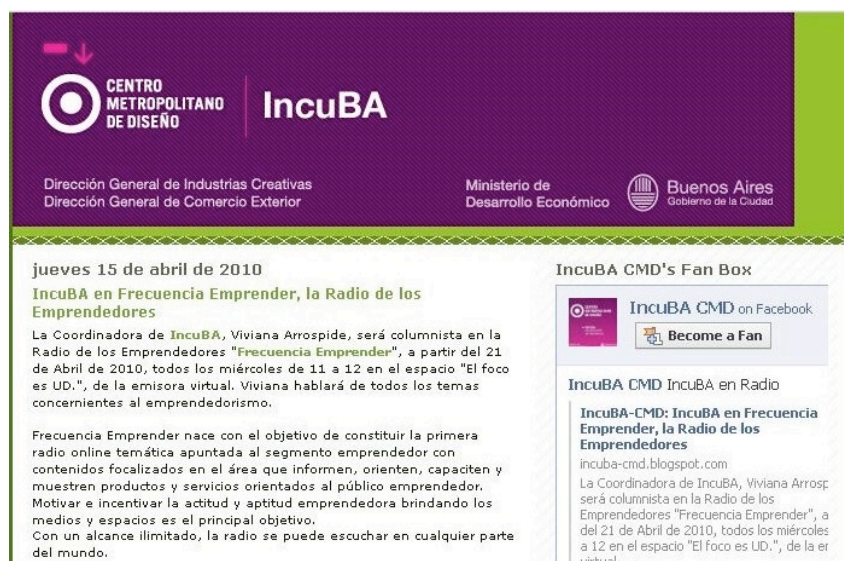 CENTRO
METROPOLITANO
DE DISEÑO
IncuBA
Dirección General de Industrias Creativas
Dirección General de Comercio Exterior
Ministerio de
Desarrollo Económico
Buenos Aires
Gobierno de la Ciudad
jueves 15 de abril de 2010
IncuBA en Frecuencia Emprender, la Radio de los
Emprendedores
La Coordinadora de IncuBA, Viviana Arrospide, será columnista en la
Radio de los Emprendedores "Frecuencia Emprender", a partir del 21
de Abril de 2010, todos los miércoles de 11 a 12 en el espacio "El foco
es UD.", de la emisora virtual. Viviana hablará de todos los temas
concernientes al emprendedorismo.
Frecuencia Emprender nace con el objetivo de constituir la primera
radio online temática apuntada al segmento emprendedor con
contenidos focalizados en el área que informen, orienten, capaciten y
muestren productos y servicios orientados al público emprendedor.
Motivar e incentivar la actitud y aptitud emprendedora brindando los
medios y espacios es el principal objetivo.
Con un alcance ilimitado, la radio se puede escuchar en cualquier parte
del mundo.
IncuBA CMD's Fan Box
IncuBA CMD on Facebook
Become a Fan
IncuBA CMD IncuBA en Radio
IncuBA-CMD: IncuBA en Frecuencia
Emprender, la Radio de los
Emprendedores
incuba-cmd.blogspot.com
La Coordinadora de IncuBA, Viviana Arrosp
será columnista en la Radio de los
Emprendedores "Frecuencia Emprender", a
del 21 de Abril de 2010, todos los miércoles
a 12 en el espacio "El foco es UD.", de la er